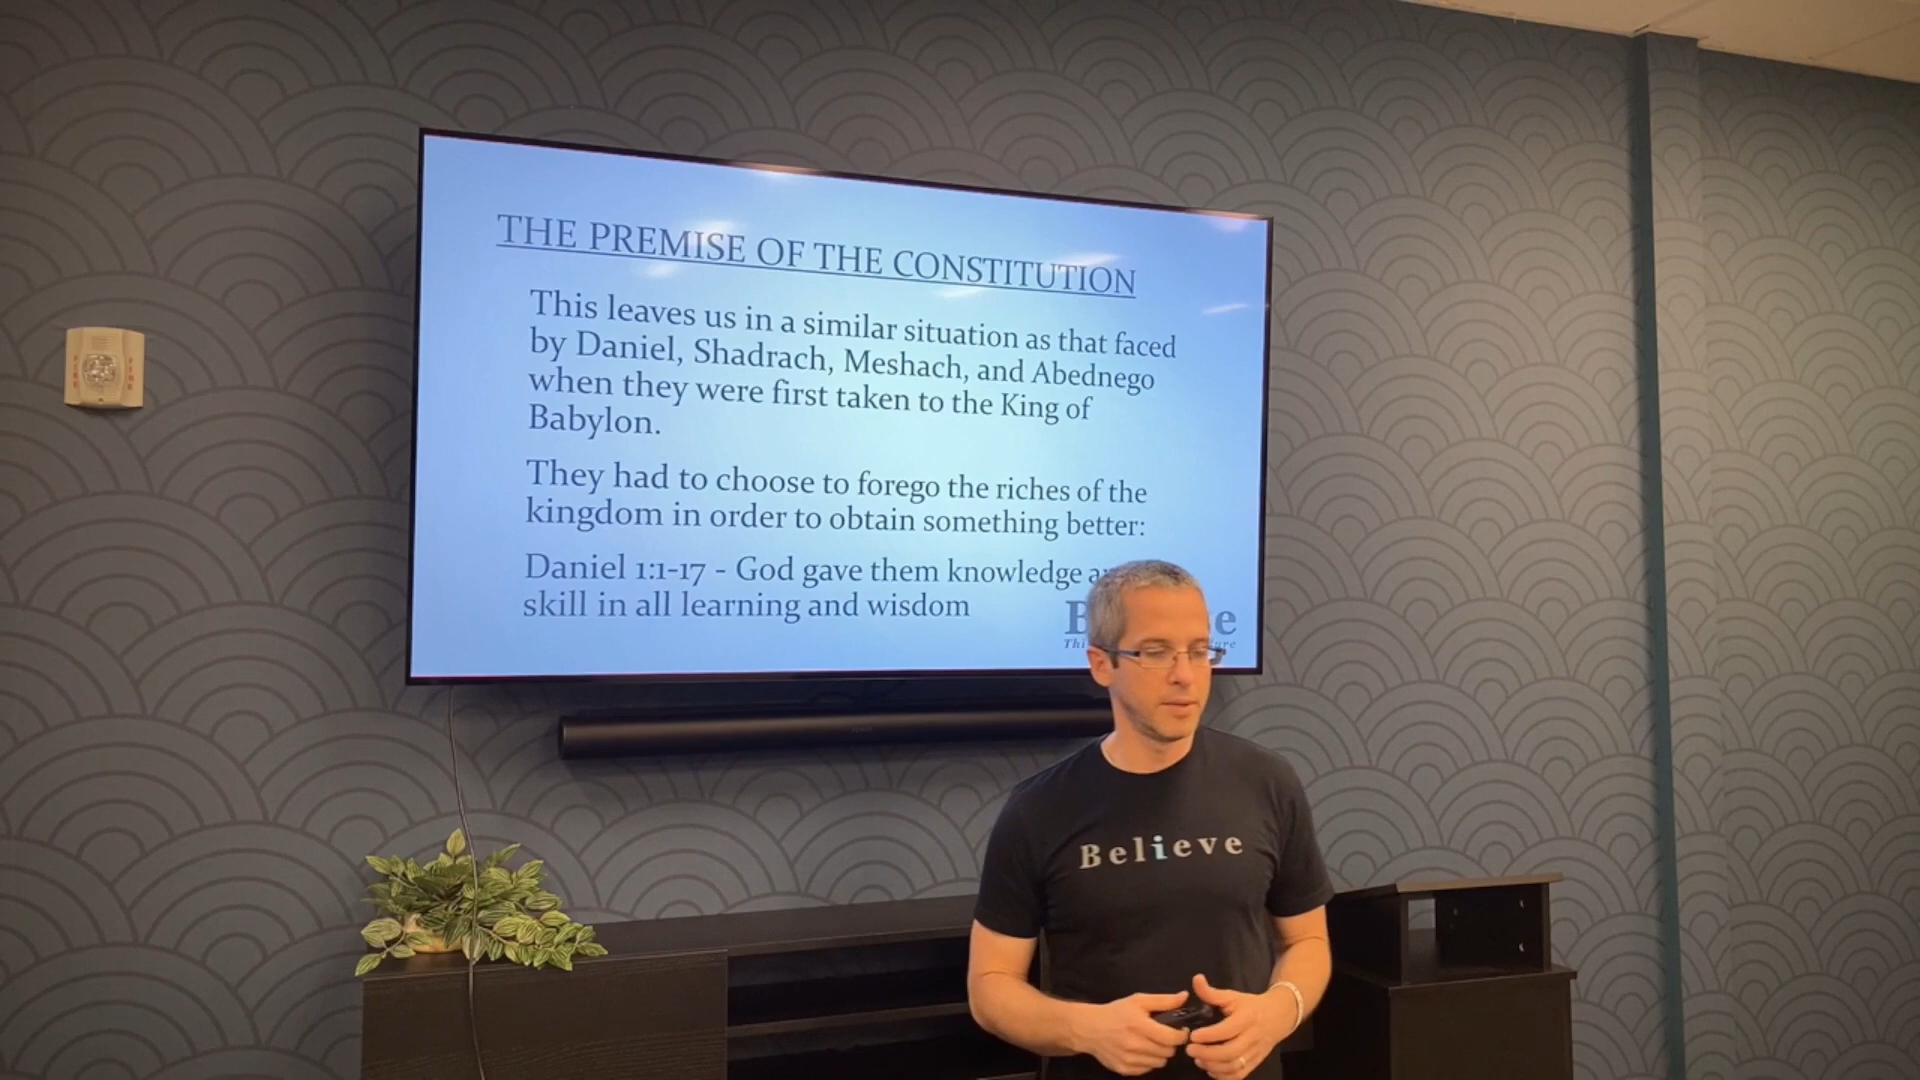 THE PREMISE OF THE CONSTITUTION
This leaves us in a similar situation as that faced
by Daniel, Shadrach, Meshach, and Abednego
when they were first taken to the King of
Babylon.
They had to choose to forego the riches of the
kingdom in order to obtain something better:
Daniel 1:1-17 - God gave them knowledge
skill in all learning and wisdom
Believe
FIRE
FIRE